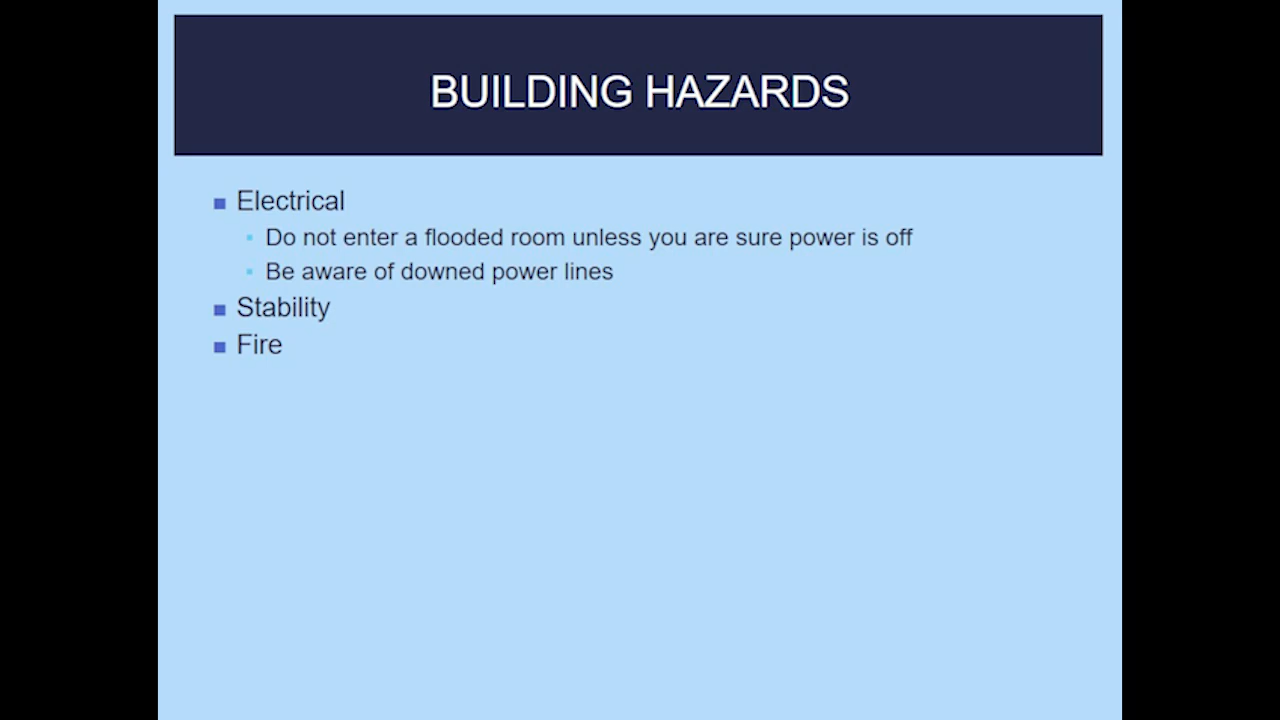 BUILDING HAZARDS
Electrical
Do not enter a flooded room unless you are sure power is off
Be aware of downed power lines
Stability
Fire